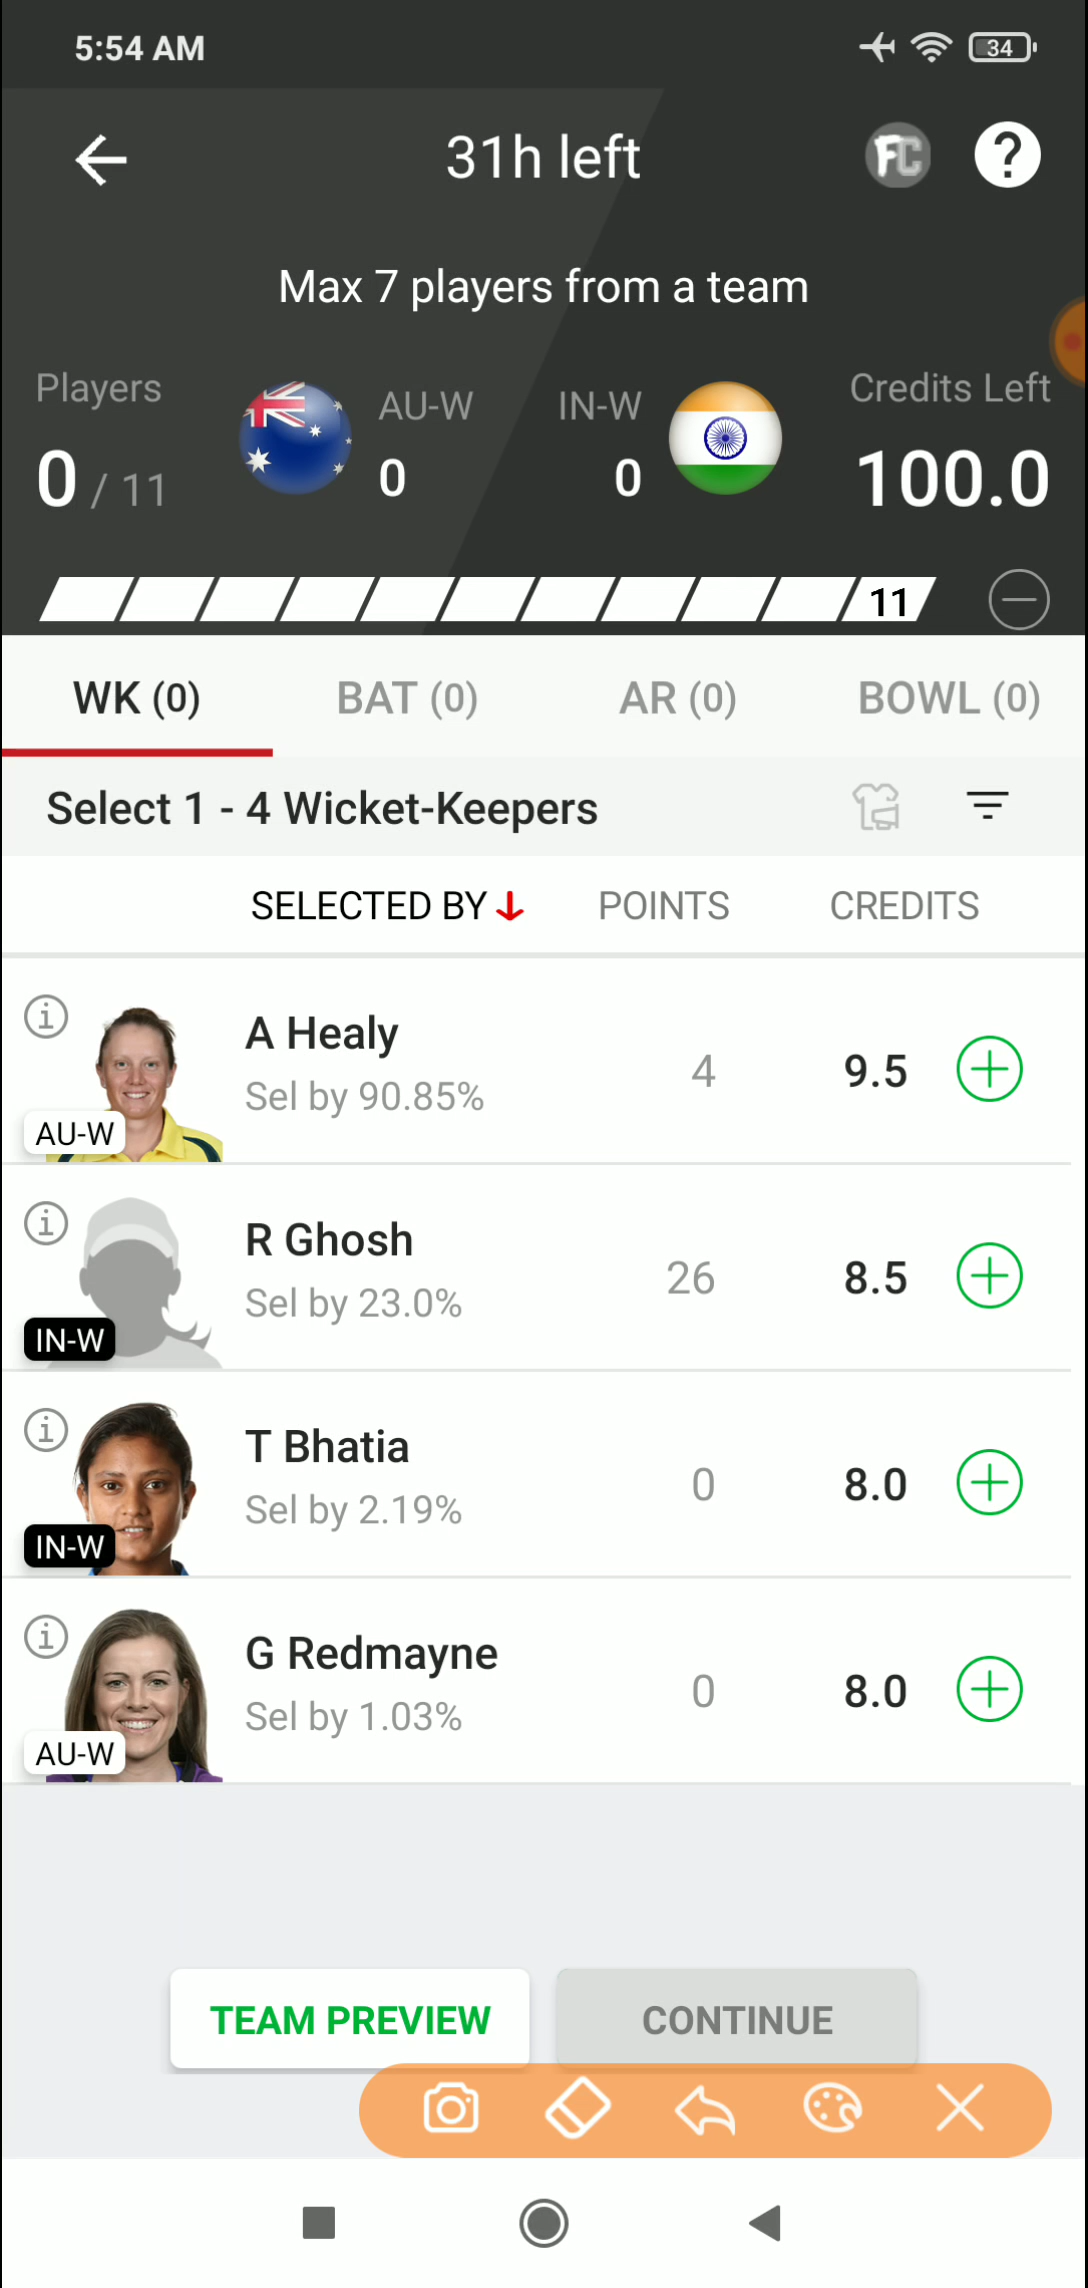 5:54 AM
34
31h left
FC
?
Max 7 players from a team
Players
AU-W
IN-W
Credits Left
0 / 11
0
0
100.0
11
WK (0)
BAT (0)
AR (0)
BOWL (0)
Select 1 - 4 Wicket-Keepers
SELECTED BY
POINTS
CREDITS
i
A Healy
Sel by 90.85%
4
9.5
AU-W
i
R Ghosh
Sel by 23.0%
26
8.5
IN-W
i
T Bhatia
Sel by 2.19%
0
8.0
IN-W
i
G Redmayne
Sel by 1.03%
0
8.0
AU-W
TEAM PREVIEW
CONTINUE